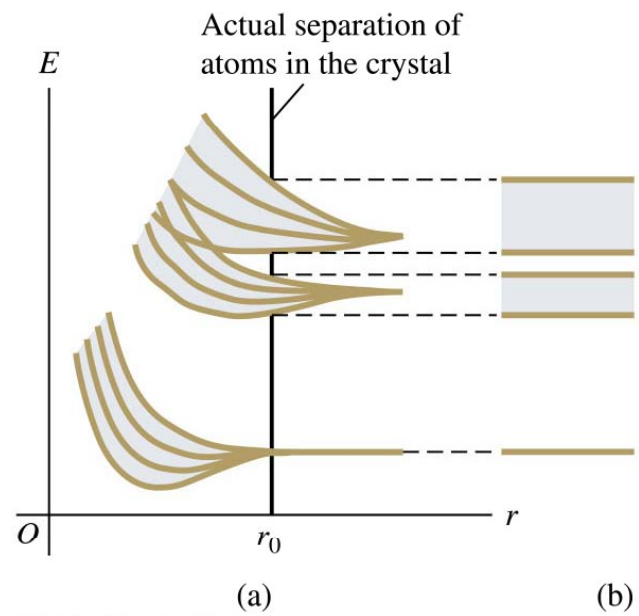 Actual separation of
atoms in the crystal
E
O
r0
r
(a)
(b)